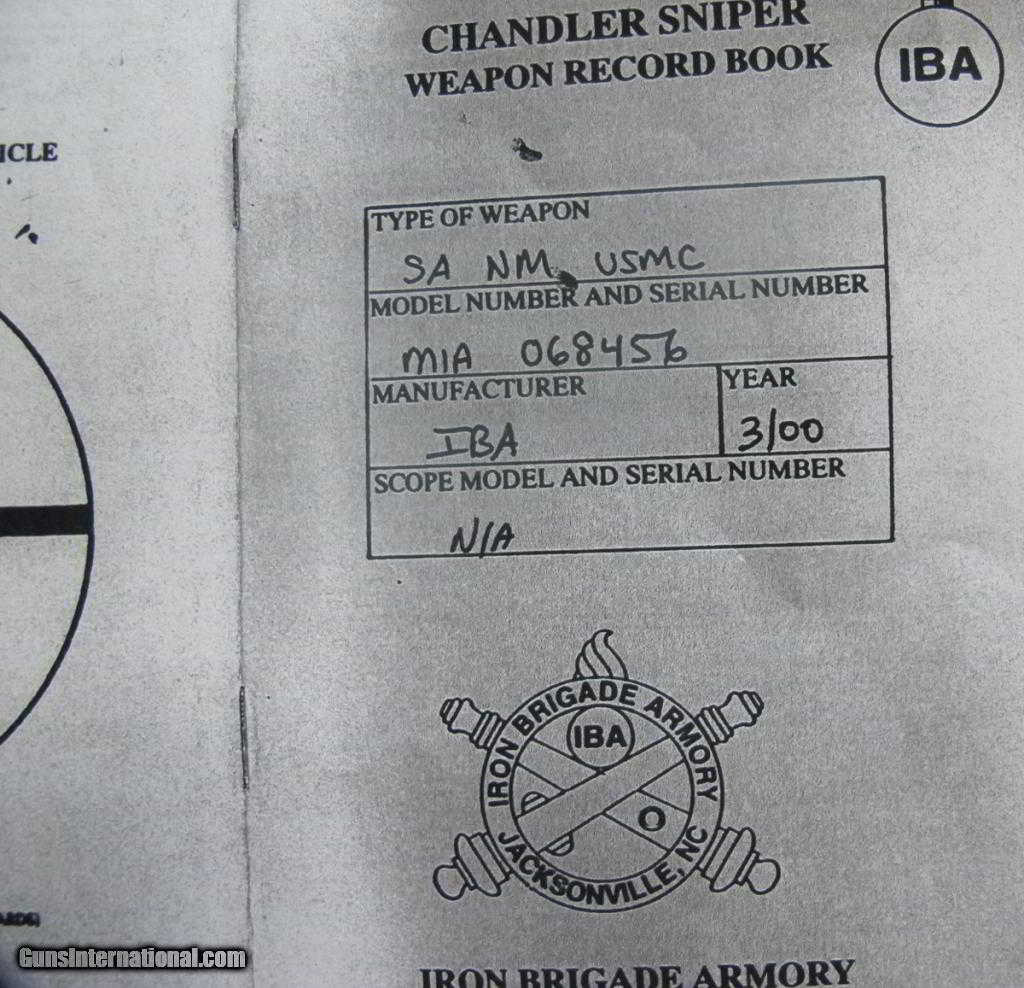 CHANDLER SNIPER
WEAPON RECORD BOOK
IBA
ICLE
TYPE OF WEAPON
SA NM USMC
MODEL NUMBER AND SERIAL NUMBER
M1A 068456
MANUFACTURER
IBA
YEAR
3/00
SCOPE MODEL AND SERIAL NUMBER
N/A
IRON BRIGADE ARMORY
IBA
JACKSONVILLE, NC
IRON BRIGADE ARMORY
GunsInternational.com